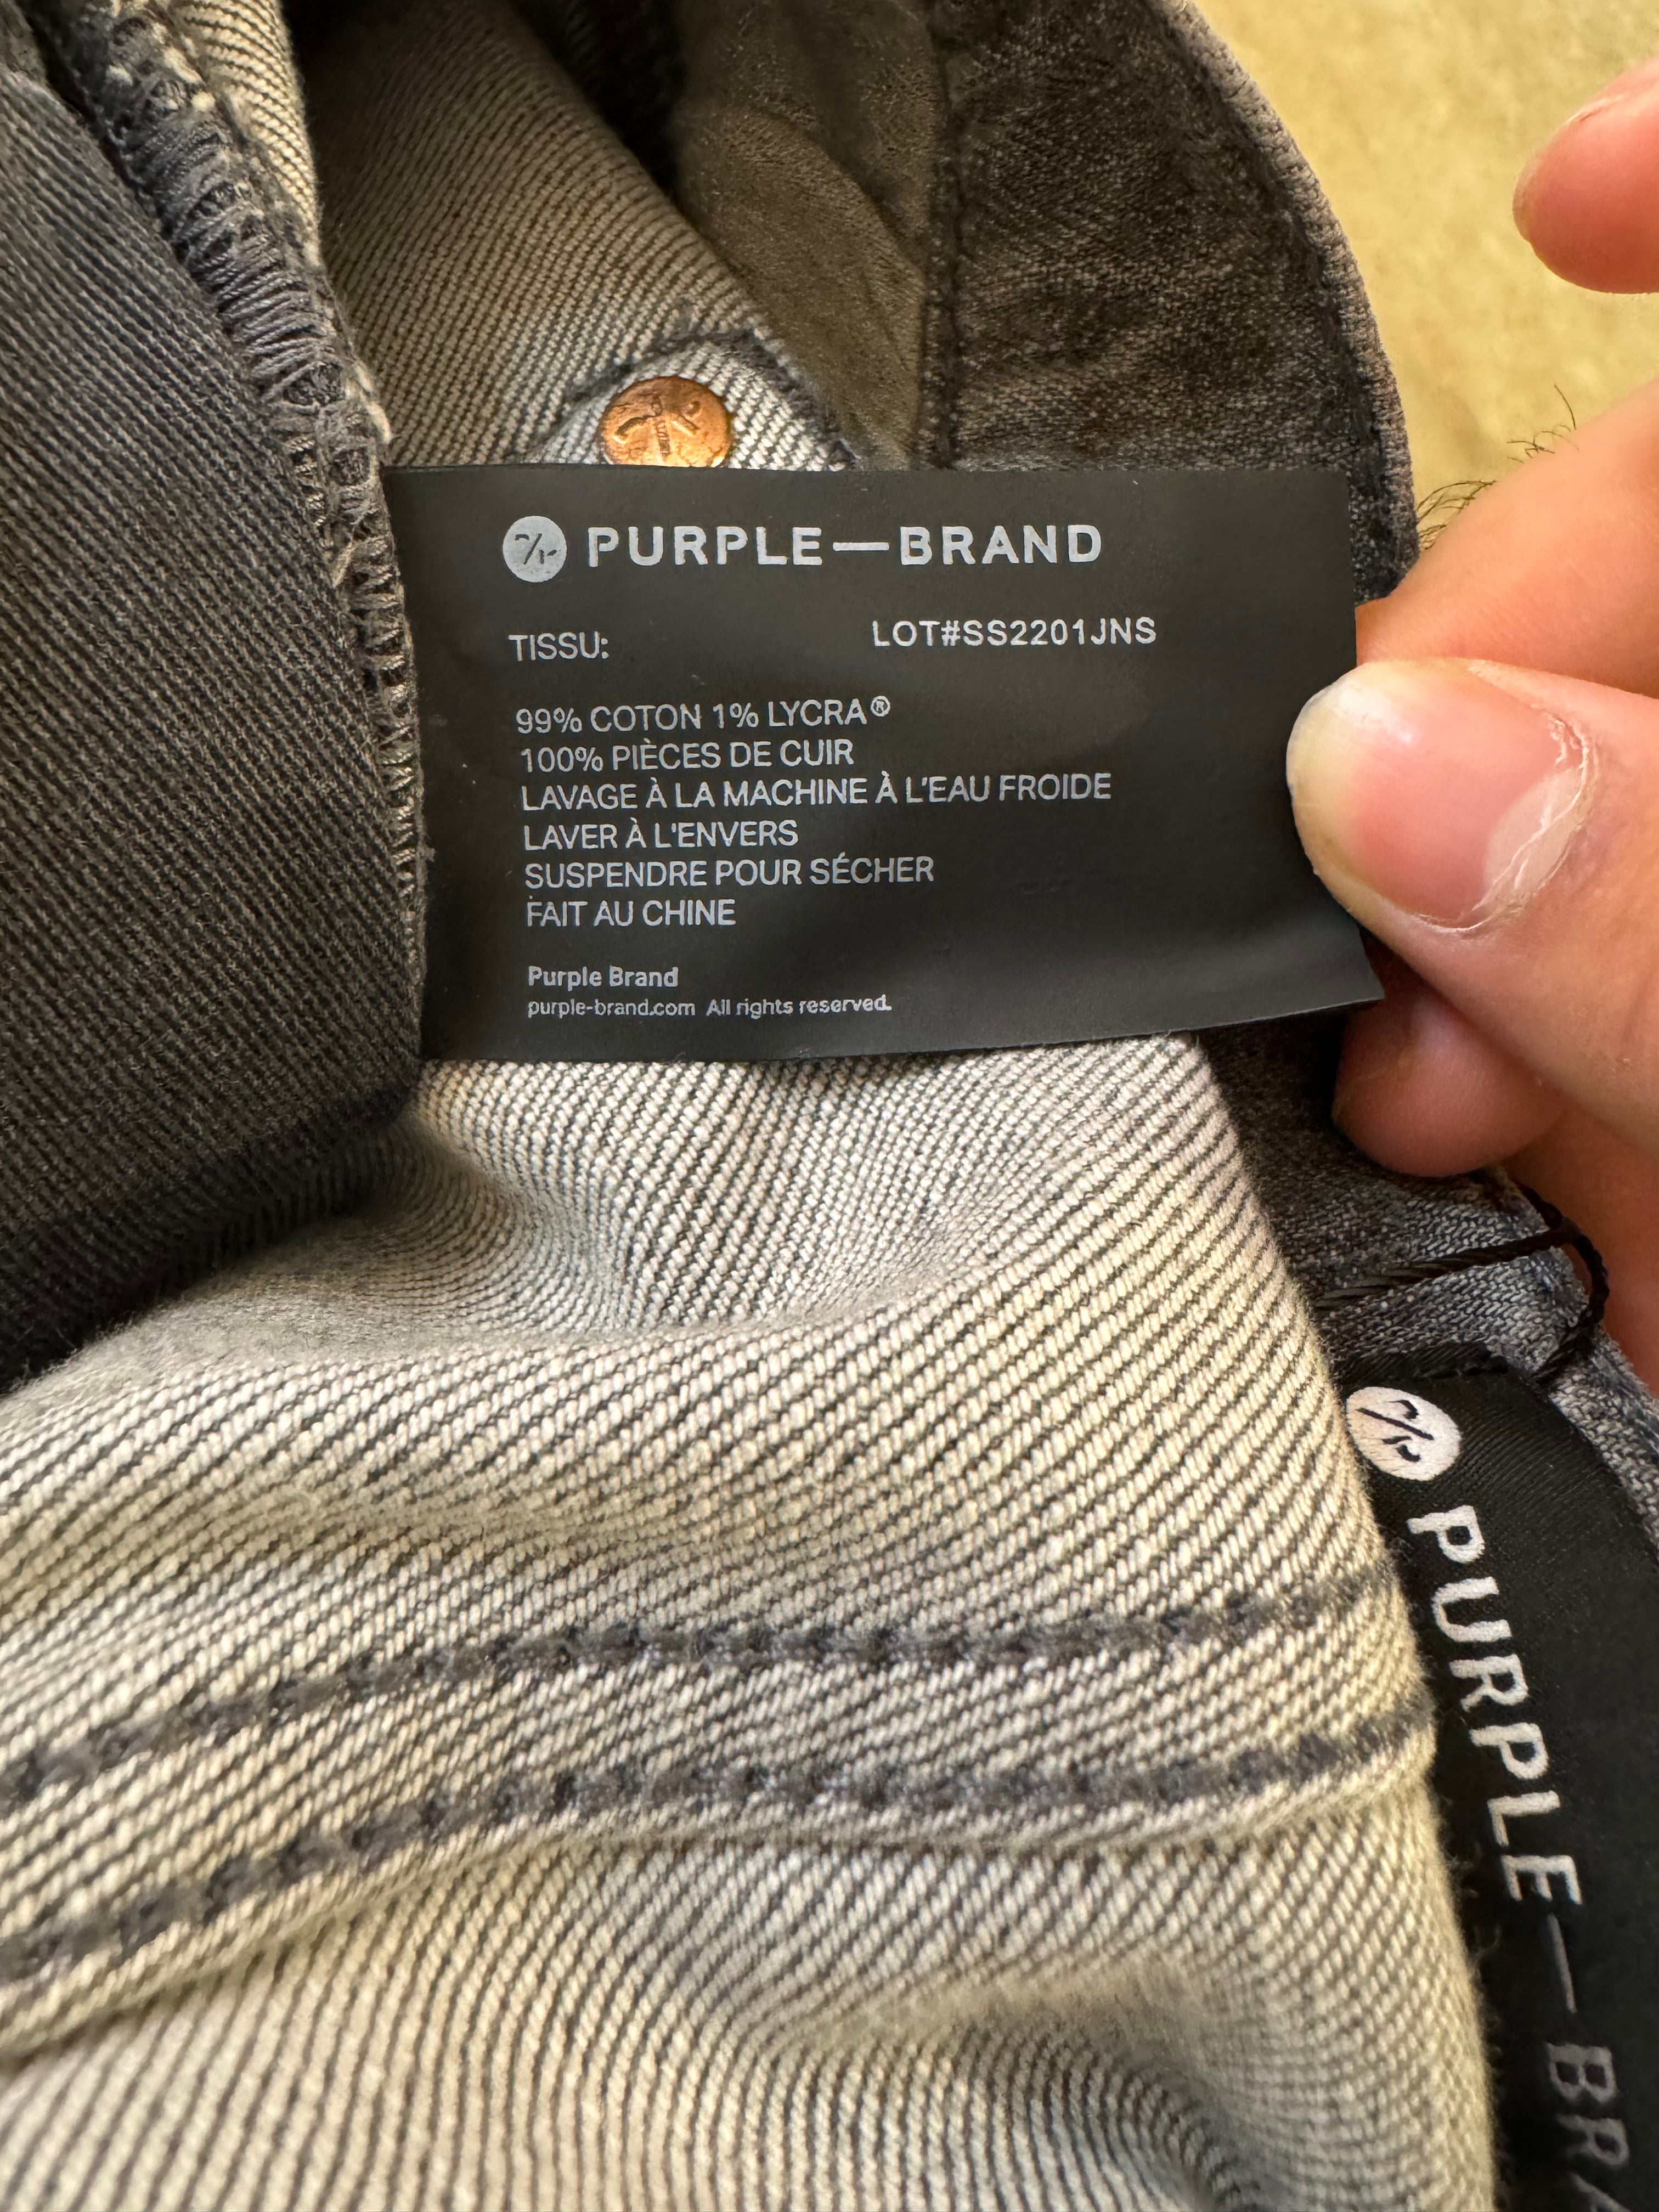 PURPLE—BRAND
TISSU:
LOT#SS2201JNS
99% COTON 1% LYCRA®
100% PIÈCES DE CUIR
LAVAGE À LA MACHINE À L'EAU FROIDE
LAVER À L'ENVERS
SUSPENDRE POUR SÉCHER
FAIT AU CHINE
Purple Brand
purple-brand.com All rights reserved.
PURPLE—BRA